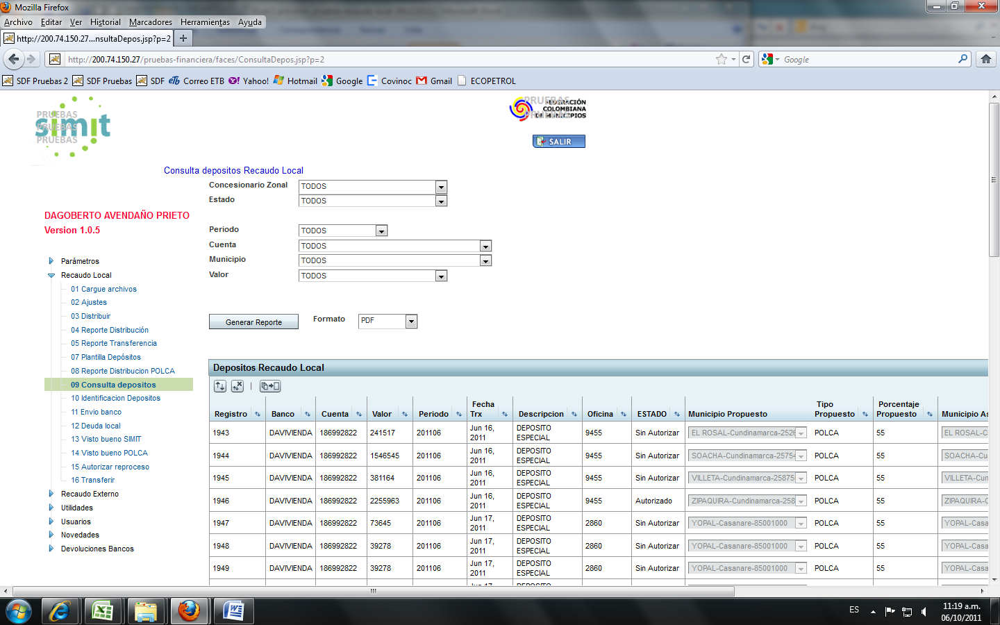 Mozilla Firefox
Archivo Editar Ver Historial Marcadores Herramientas Ayuda
http://200.74.150.27...nsultaDepos.jsp?p=2
http://200.74.150.27/pruebas-financiera/faces/ConsultaDepos.jsp?p=2
Google
SDF Pruebas 2 SDF Pruebas SDF Correo ETB Yahoo! Hotmail Google Covinoc Gmail ECOPETROL
PRUEBAS
PRUEBAS
PRUEBAS
simit
PRUEBAS
FEDERACIÓN
COLOMBIANA
DE MUNICIPIOS
SALIR
Consulta depositos Recaudo Local
Concesionario Zonal TODOS
Estado TODOS
DAGOBERTO AVENDAÑO PRIETO
Version 1.0.5
Periodo TODOS
Cuenta TODOS
Municipio TODOS
Valor TODOS
Generar Reporte Formato PDF
Parámetros
Recaudo Local
01 Cargue archivos
02 Ajustes
03 Distribuir
04 Reporte Distribución
05 Reporte Transferencia
07 Plantilla Depósitos
08 Reporte Distribucion POLCA
09 Consulta depositos
10 Identificacion Depositos
11 Envio banco
12 Deuda local
13 Visto bueno SIMIT
14 Visto bueno POLCA
15 Autorizar reproceso
16 Transferir
Recaudo Externo
Utilidades
Usuarios
Novedades
Devoluciones Bancos
Depositos Recaudo Local
Registro Banco Cuenta Valor Periodo Fecha Trx Descripcion Oficina ESTADO Municipio Propuesto Tipo Propuesto Porcentaje Propuesto Municipio As
1943 DAVIVIENDA 186992822 241517 201106 Jun 16, 2011 DEPOSITO ESPECIAL 9455 Sin Autorizar EL ROSAL-Cundinamarca-2526 POLCA 55 EL ROSAL-C
1944 DAVIVIENDA 186992822 1546545 201106 Jun 16, 2011 DEPOSITO ESPECIAL 9455 Sin Autorizar SOACHA-Cundinamarca-25754 POLCA 55 SOACHA-Cu
1945 DAVIVIENDA 186992822 381164 201106 Jun 16, 2011 DEPOSITO ESPECIAL 9455 Sin Autorizar VILLETA-Cundinamarca-25875 POLCA 55 VILLETA-Cun
1946 DAVIVIENDA 186992822 2255963 201106 Jun 16, 2011 DEPOSITO ESPECIAL 9455 Autorizado ZIPAQUIRA-Cundinamarca-258 POLCA 55 ZIPAQUIRA-C
1947 DAVIVIENDA 186992822 73645 201106 Jun 17, 2011 DEPOSITO ESPECIAL 2860 Sin Autorizar YOPAL-Casanare-85001000 POLCA 55 YOPAL-Casa
1948 DAVIVIENDA 186992822 39278 201106 Jun 17, 2011 DEPOSITO ESPECIAL 2860 Sin Autorizar YOPAL-Casanare-85001000 POLCA 55 YOPAL-Casa
1949 DAVIVIENDA 186992822 39278 201106 Jun 17, 2011 DEPOSITO ESPECIAL 2860 Sin Autorizar YOPAL-Casanare-85001000 POLCA 55 YOPAL-Casa
ES
11:19 a.m.
06/10/2011